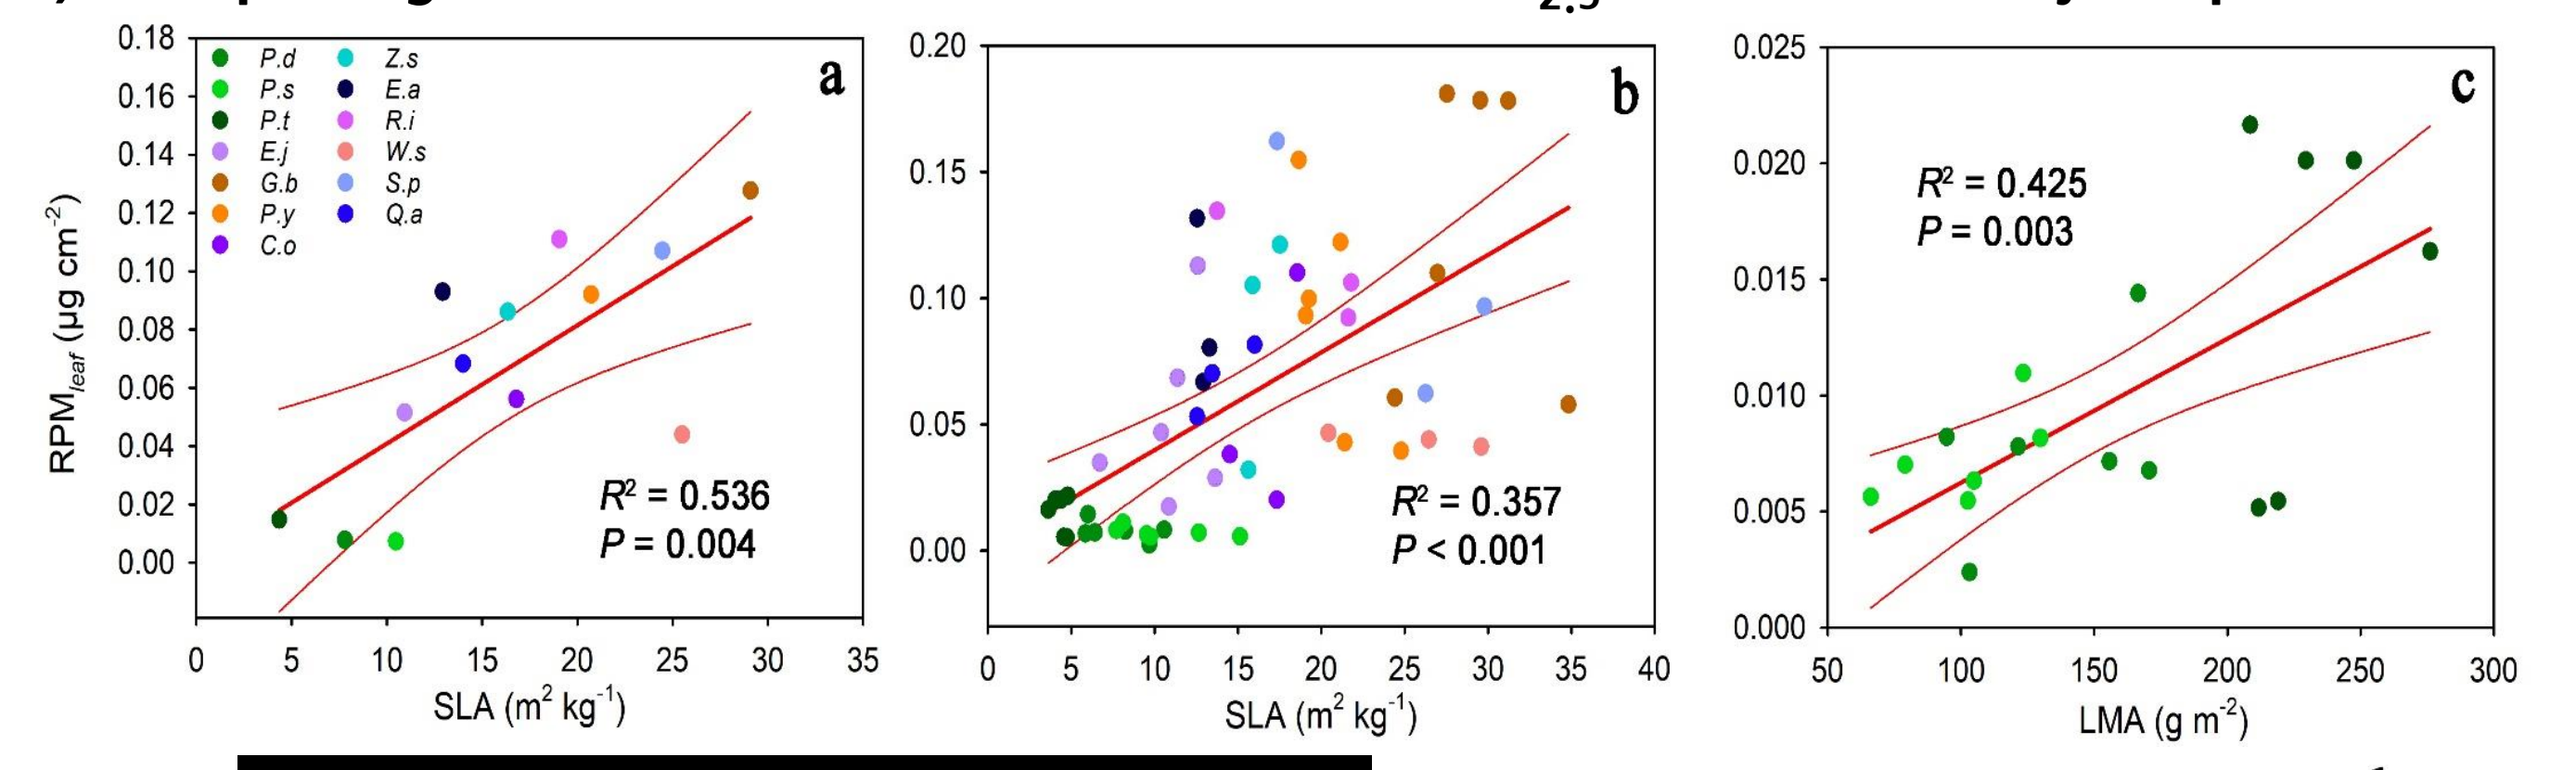 2.5
a
P.d Z.s
P.s E.a
P.t R.i
E.j W.s
G.b S.p
P.y Q.a
C.o
0.18
0.16
0.14
0.12
0.10
0.08
0.06
0.04
0.02
0.00
RPMleaf (µg cm-2)
R² = 0.536
P = 0.004
0 5 10 15 20 25 30 35
SLA (m² kg-1)
b
0.20
0.15
0.10
0.05
0.00
R² = 0.357
P < 0.001
0 5 10 15 20 25 30 35 40
SLA (m² kg-1)
c
0.025
0.020
0.015
0.010
0.005
0.000
R² = 0.425
P = 0.003
50 100 150 200 250 300
LMA (g m-2)